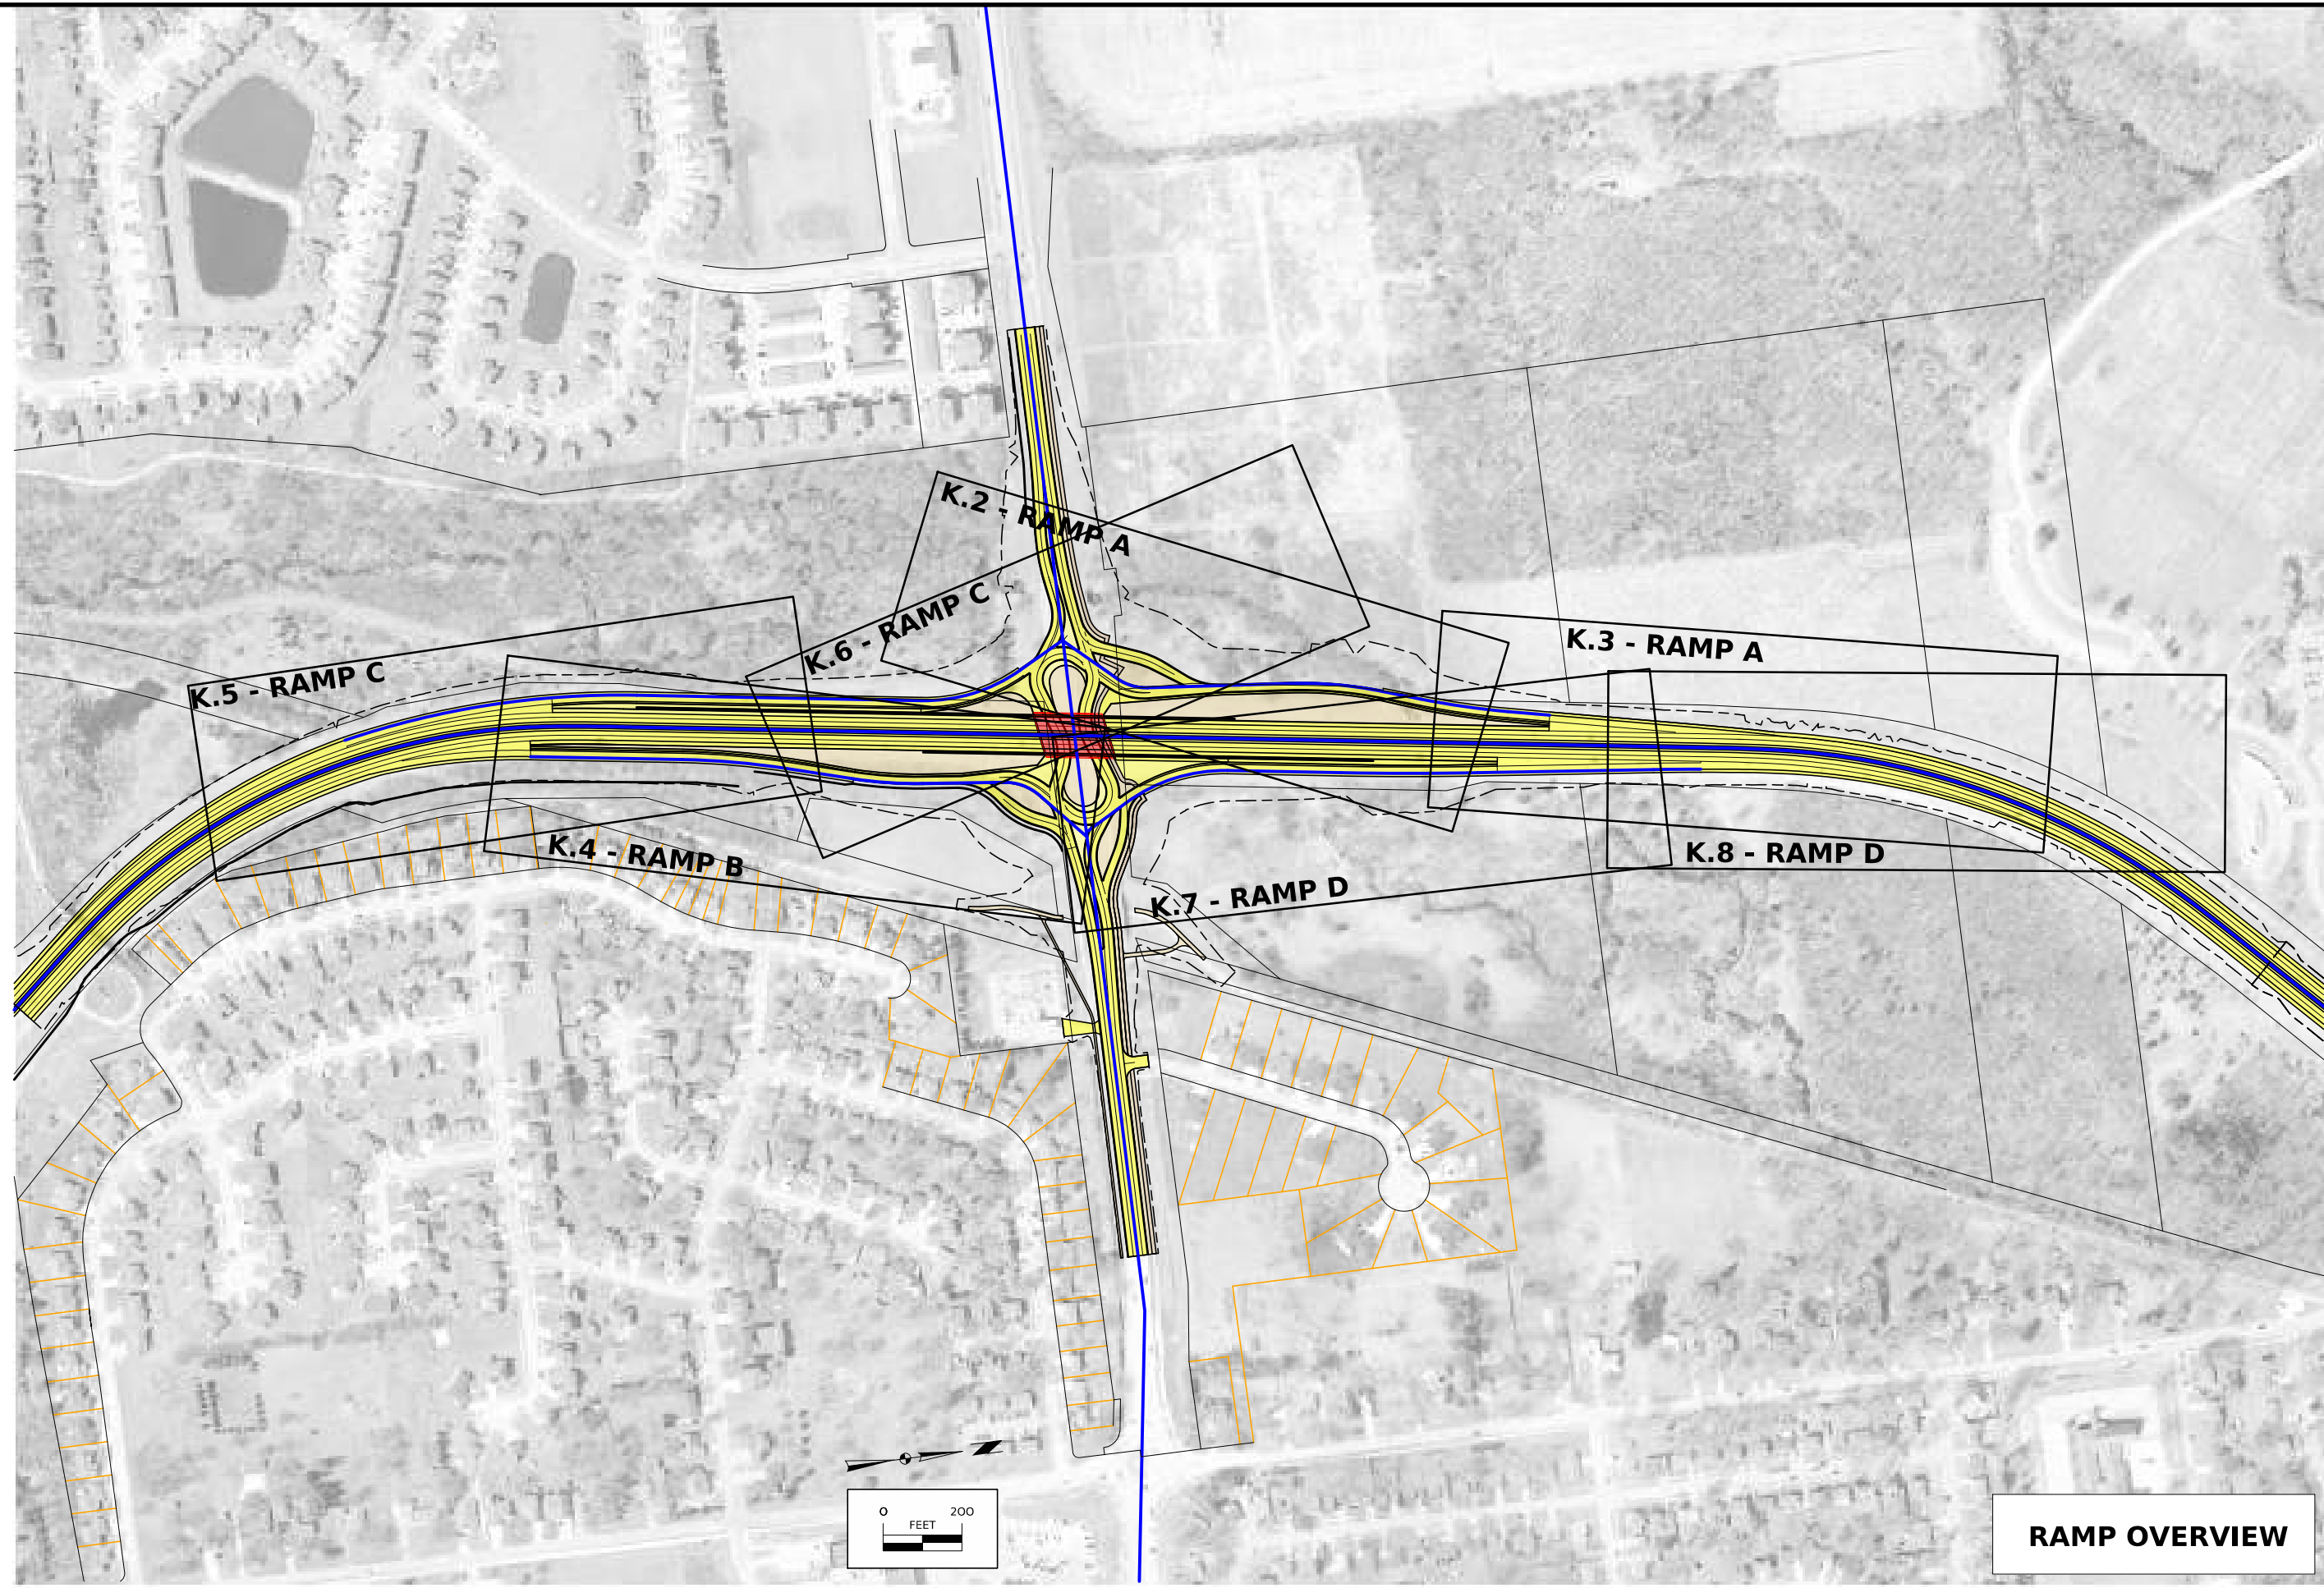 K.2 - RAMP A
K.6 - RAMP C
K.3 - RAMP A
K.5 - RAMP C
K.4 - RAMP B
K.8 - RAMP D
K.7 - RAMP D
0 200
FEET
RAMP OVERVIEW